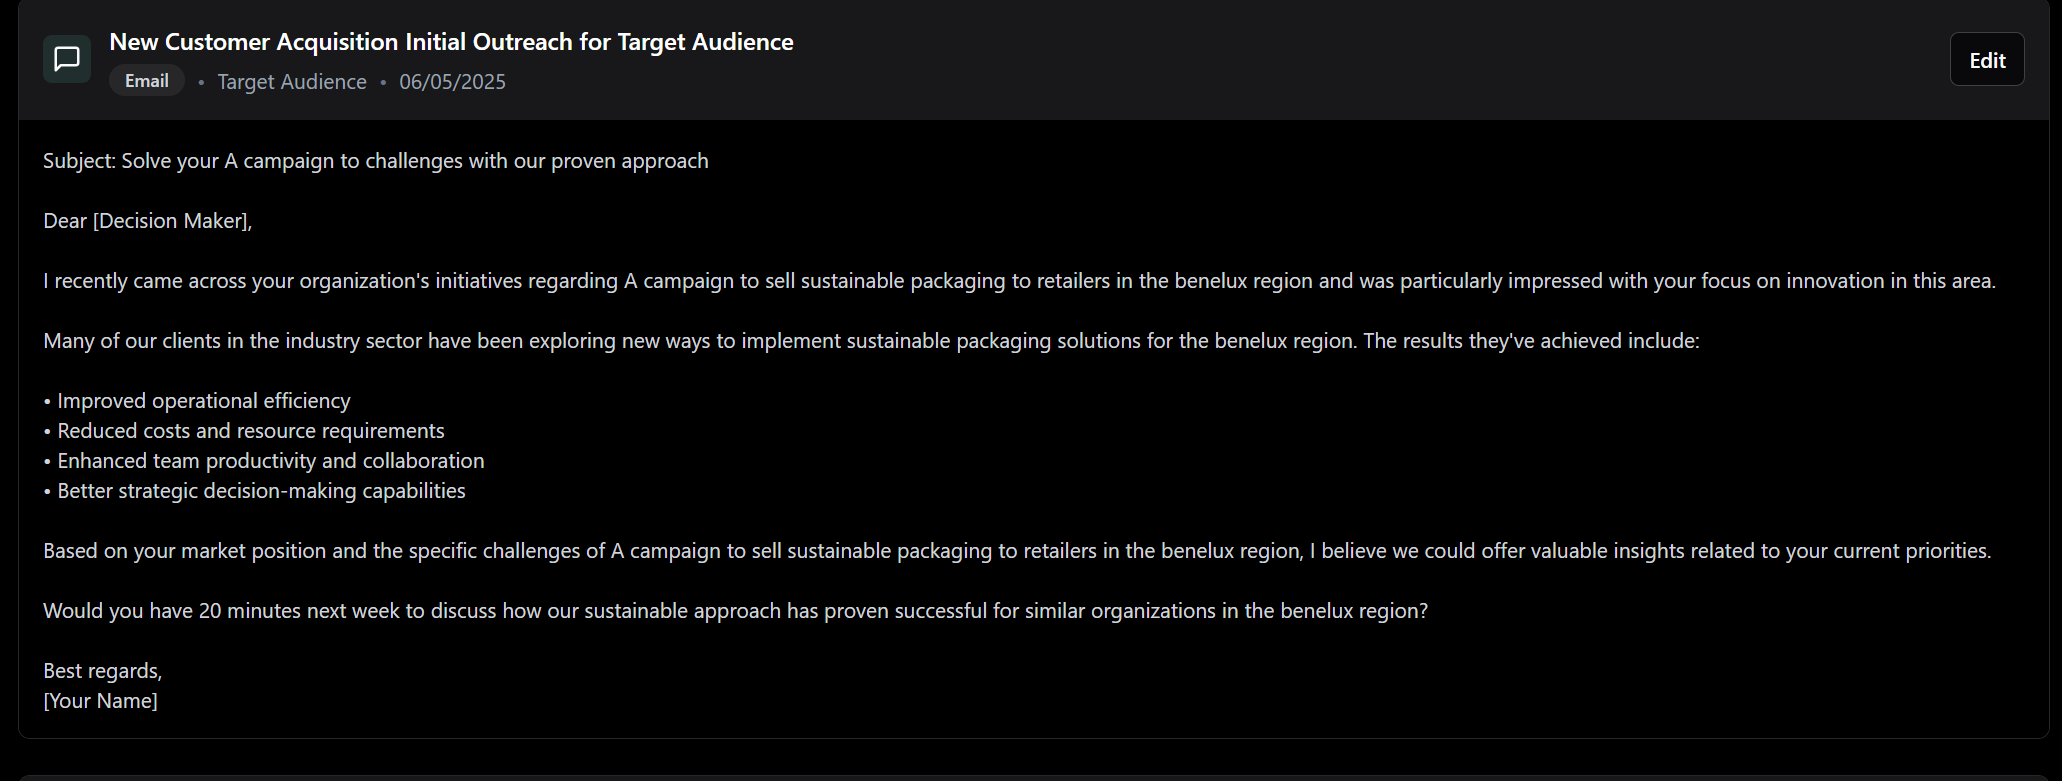 New Customer Acquisition Initial Outreach for Target Audience
Email • Target Audience • 06/05/2025
Edit
Subject: Solve your A campaign to challenges with our proven approach
Dear [Decision Maker],
I recently came across your organization's initiatives regarding A campaign to sell sustainable packaging to retailers in the benelux region and was particularly impressed with your focus on innovation in this area.
Many of our clients in the industry sector have been exploring new ways to implement sustainable packaging solutions for the benelux region. The results they've achieved include:
• Improved operational efficiency
• Reduced costs and resource requirements
• Enhanced team productivity and collaboration
• Better strategic decision-making capabilities
Based on your market position and the specific challenges of A campaign to sell sustainable packaging to retailers in the benelux region, I believe we could offer valuable insights related to your current priorities.
Would you have 20 minutes next week to discuss how our sustainable approach has proven successful for similar organizations in the benelux region?
Best regards,
[Your Name]